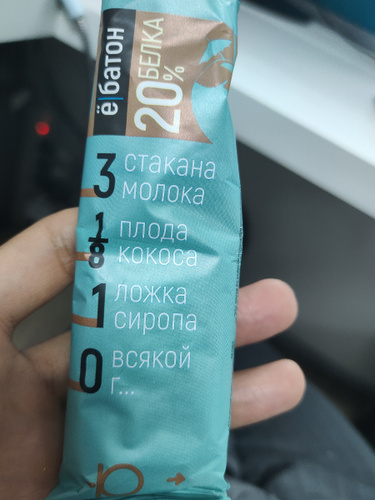 ё|батон
20% БЕЛКА
3 стакана
молока
1/8 плода
кокоса
1 ложка
сиропа
0 всякой
г...